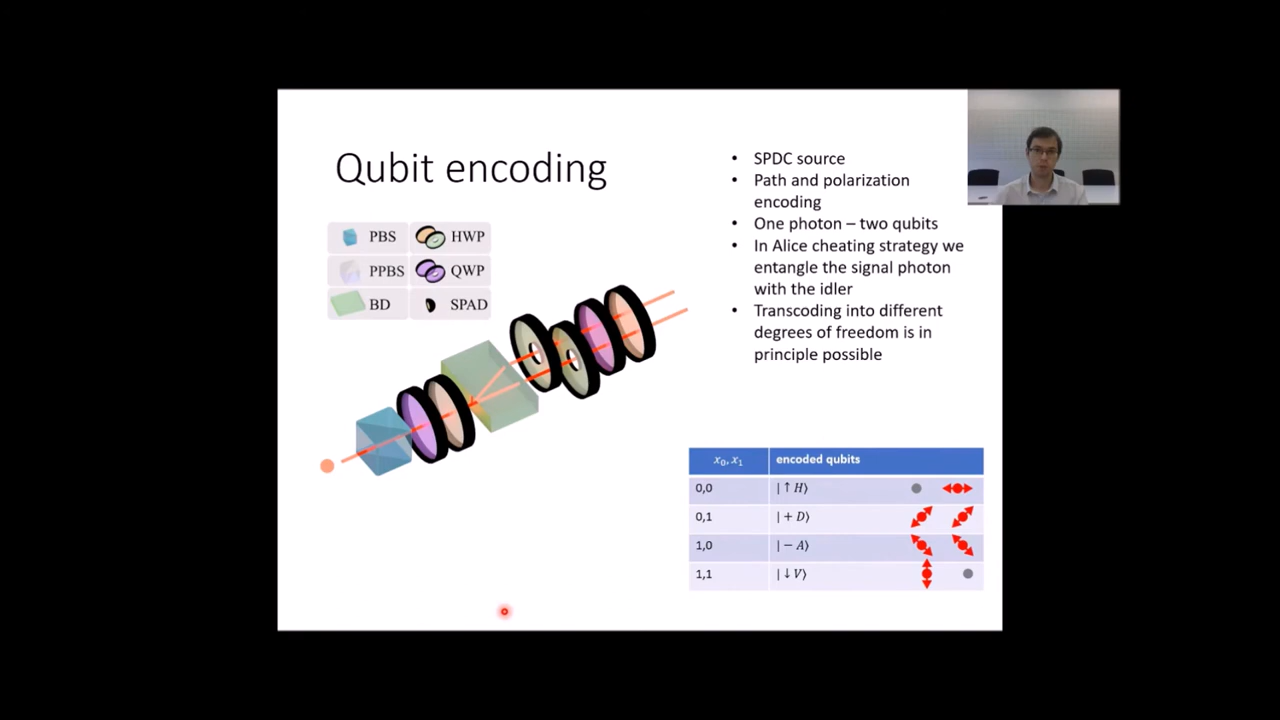 Qubit encoding
PBS HWP
PPBS QWP
BD SPAD
• SPDC source
• Path and polarization
encoding
• One photon – two qubits
• In Alice cheating strategy we
entangle the signal photon
with the idler
• Transcoding into different
degrees of freedom is in
principle possible
x₀, x₁ encoded qubits
0,0 |↑H⟩
0,1 |+D⟩
1,0 |−A⟩
1,1 |↓V⟩